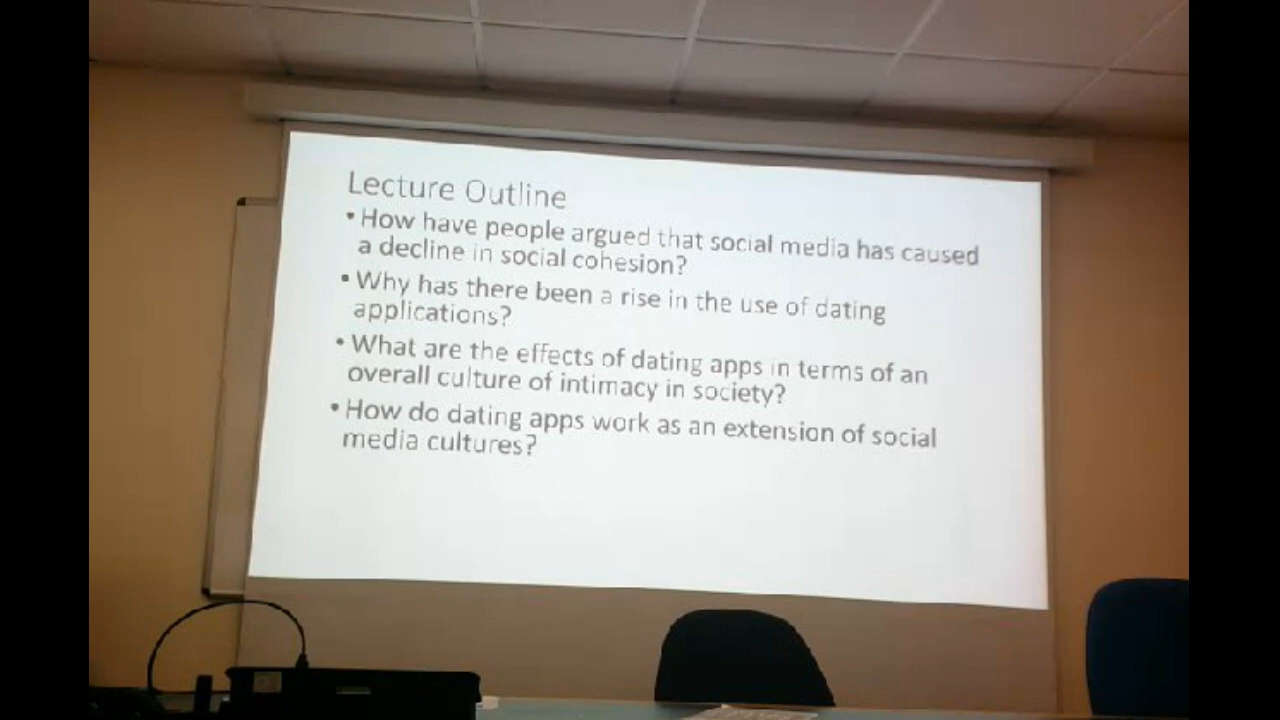 Lecture Outline
• How have people argued that social media has caused
a decline in social cohesion?
• Why has there been a rise in the use of dating
applications?
• What are the effects of dating apps in terms of an
overall culture of intimacy in society?
• How do dating apps work as an extension of social
media cultures?